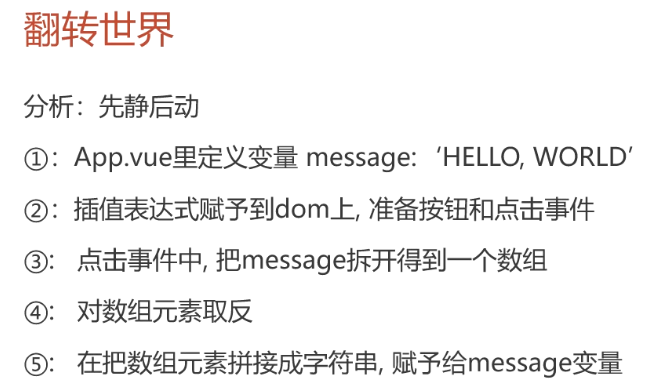 翻转世界
分析：先静后动
①：App.vue里定义变量 message:‘HELLO, WORLD’
②：插值表达式赋予到dom上, 准备按钮和点击事件
③： 点击事件中, 把message拆开得到一个数组
④： 对数组元素取反
⑤： 在把数组元素拼接成字符串, 赋予给message变量